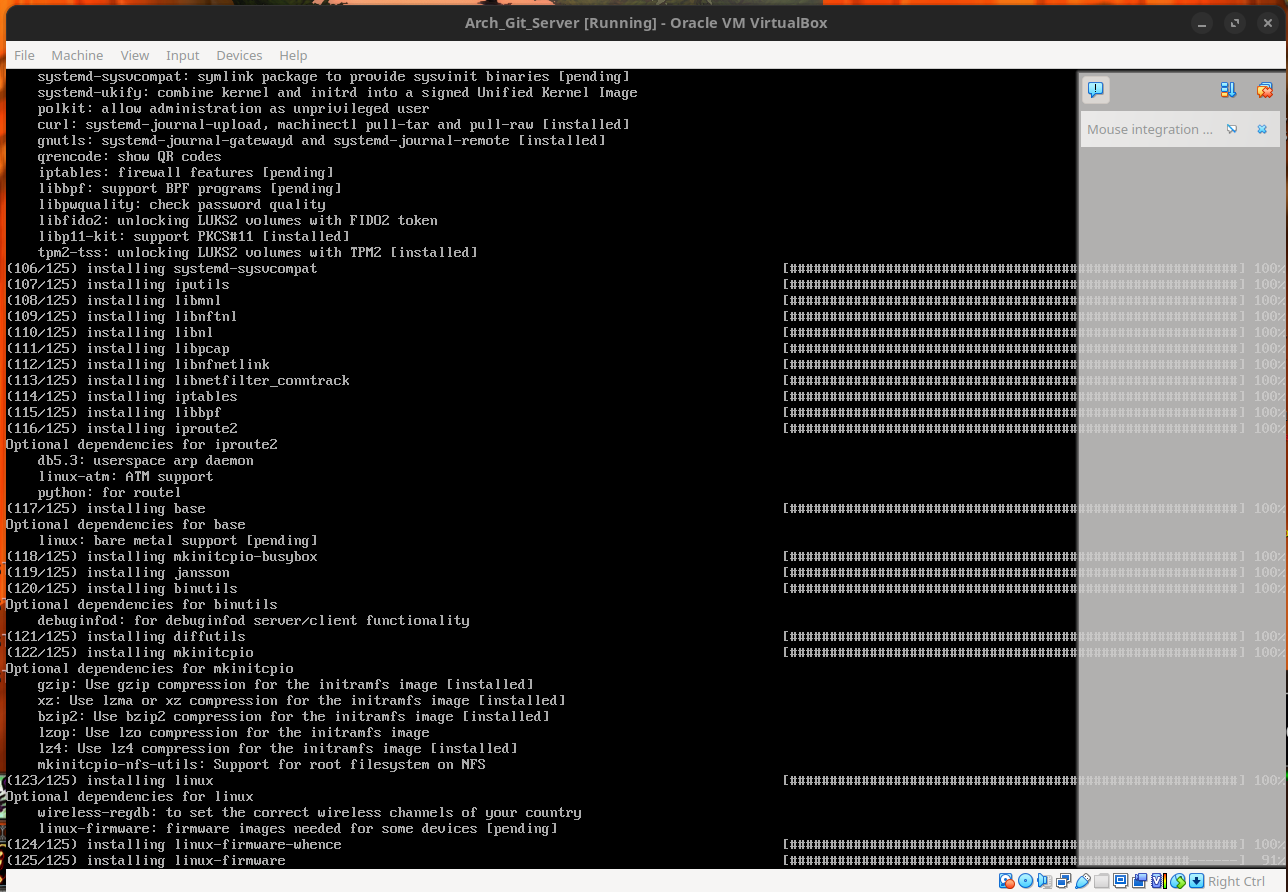 Arch_Git_Server [Running] - Oracle VM VirtualBox
File Machine View Input Devices Help
systemd-sysvcompat: symlink package to provide sysvinit binaries [pending]
systemd-ukify: combine kernel and initrd into a signed Unified Kernel Image
polkit: allow administration as unprivileged user
curl: systemd-journal-upload, machinectl pull-tar and pull-raw [installed]
gnutls: systemd-journal-gatewayd and systemd-journal-remote [installed]
qrencode: show QR codes
iptables: firewall features [pending]
libbpf: support BPF programs [pending]
libpwquality: check password quality
libfido2: unlocking LUKS2 volumes with FIDO2 token
libp11-kit: support PKCS#11 [installed]
tpm2-tss: unlocking LUKS2 volumes with TPM2 [installed]
(106/125) installing systemd-sysvcompat [########################################################] 100%
(107/125) installing iputils [########################################################] 100%
(108/125) installing libmnl [########################################################] 100%
(109/125) installing libnftnl [########################################################] 100%
(110/125) installing libnl [########################################################] 100%
(111/125) installing libpcap [########################################################] 100%
(112/125) installing libnfnetlink [########################################################] 100%
(113/125) installing libnetfilter_conntrack [########################################################] 100%
(114/125) installing iptables [########################################################] 100%
(115/125) installing libbpf [########################################################] 100%
(116/125) installing iproute2 [########################################################] 100%
Optional dependencies for iproute2
db5.3: userspace arp daemon
linux-atm: ATM support
python: for routel
(117/125) installing base [########################################################] 100%
Optional dependencies for base
linux: bare metal support [pending]
(118/125) installing mkinitcpio-busybox [########################################################] 100%
(119/125) installing jansson [########################################################] 100%
(120/125) installing binutils [########################################################] 100%
Optional dependencies for binutils
debuginfod: for debuginfod server/client functionality
(121/125) installing diffutils [########################################################] 100%
(122/125) installing mkinitcpio [########################################################] 100%
Optional dependencies for mkinitcpio
gzip: Use gzip compression for the initramfs image [installed]
xz: Use lzma or xz compression for the initramfs image [installed]
bzip2: Use bzip2 compression for the initramfs image [installed]
lzop: Use lzo compression for the initramfs image
lz4: Use lz4 compression for the initramfs image [installed]
mkinitcpio-nfs-utils: Support for root filesystem on NFS
(123/125) installing linux [########################################################] 100%
Optional dependencies for linux
wireless-regdb: to set the correct wireless channels of your country
linux-firmware: firmware images needed for some devices [pending]
(124/125) installing linux-firmware-whence [########################################################] 100%
(125/125) installing linux-firmware [##################################################------] 91%
Mouse integration ...
Right Ctrl